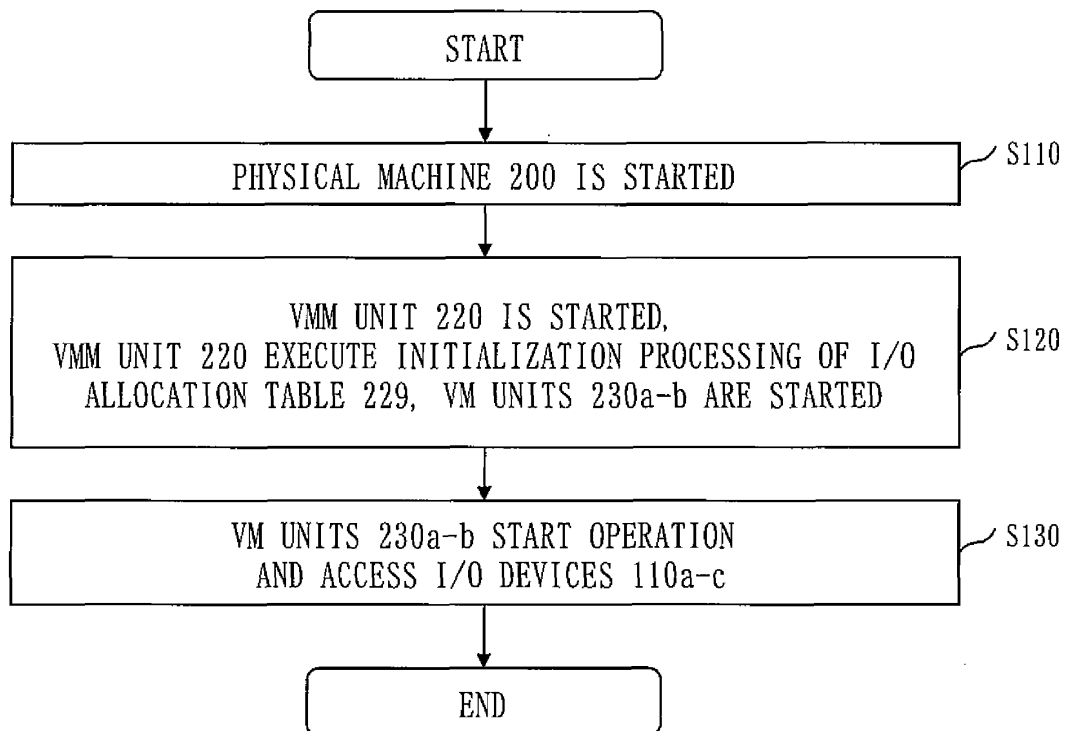 START
PHYSICAL MACHINE 200 IS STARTED
S110
VMM UNIT 220 IS STARTED,
VMM UNIT 220 EXECUTE INITIALIZATION PROCESSING OF I/O
ALLOCATION TABLE 229, VM UNITS 230a-b ARE STARTED
S120
VM UNITS 230a-b START OPERATION
AND ACCESS I/O DEVICES 110a-c
S130
END